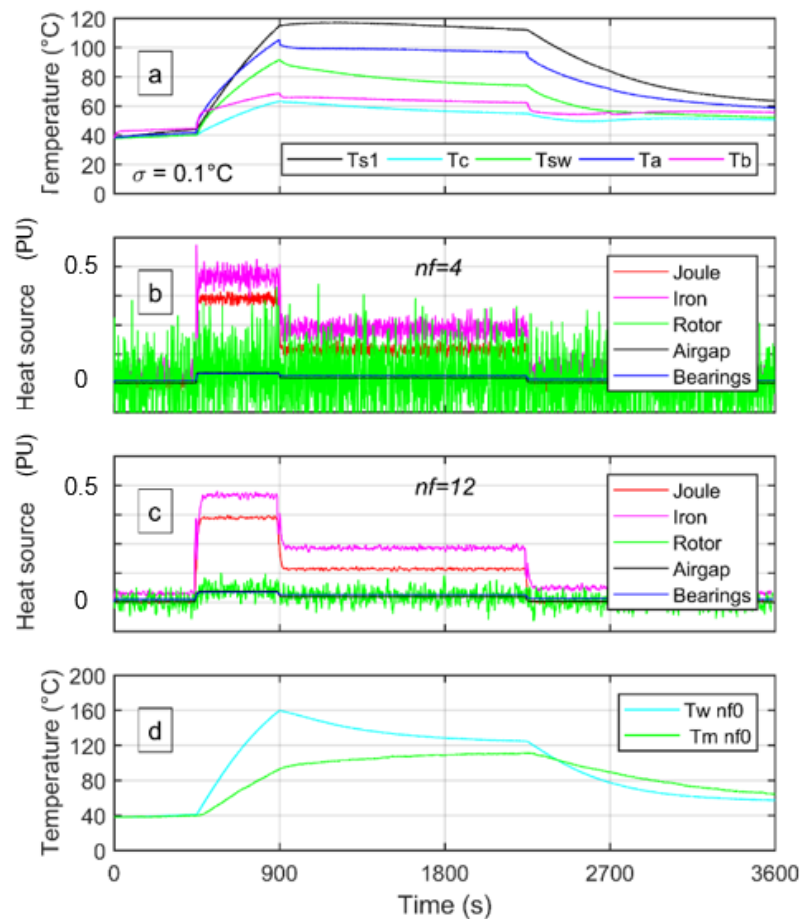 Temperature (°C)
120
100
80
60
40
20
0
a
σ = 0.1°C
Ts1 Tc Tsw Ta Tb
Heat source (PU)
0.5
0
b
nf=4
Joule
Iron
Rotor
Airgap
Bearings
Heat source (PU)
0.5
0
c
nf=12
Joule
Iron
Rotor
Airgap
Bearings
Temperature (°C)
200
160
120
80
40
0
d
Tw nf0
Tm nf0
0 900 1800 2700 3600
Time (s)